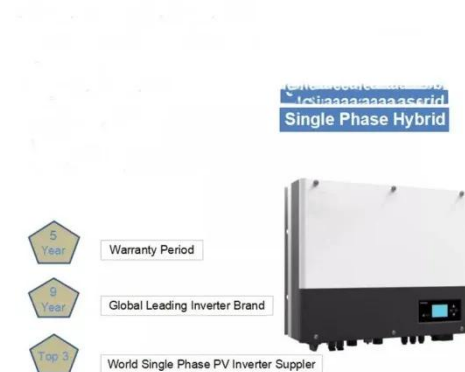 Single Phase Hybrid
5
Year
Warranty Period
9
Year
Global Leading Inverter Brand
Top 3
World Single Phase PV Inverter Suppler